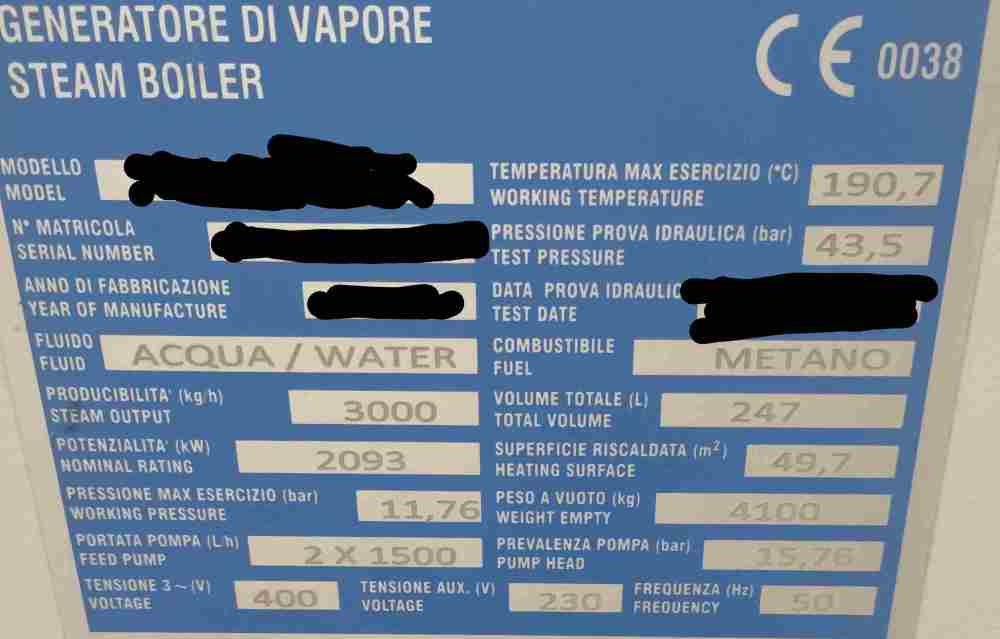 GENERATORE DI VAPORE
STEAM BOILER
CE 0038
MODELLO
MODEL
TEMPERATURA MAX ESERCIZIO (°C)
WORKING TEMPERATURE
190,7
N° MATRICOLA
SERIAL NUMBER
PRESSIONE PROVA IDRAULICA (bar)
TEST PRESSURE
43,5
ANNO DI FABBRICAZIONE
YEAR OF MANUFACTURE
DATA PROVA
TEST DATE
FLUIDO
FLUID
ACQUA / WATER
COMBUSTIBILE
FUEL
METANO
PRODUCIBILITA' (kg/h)
STEAM OUTPUT
3000
VOLUME TOTALE (L)
TOTAL VOLUME
247
POTENZIALITA' (kW)
NOMINAL RATING
2093
SUPERFICIE RISCALDATA (m²)
HEATING SURFACE
49,7
PRESSIONE MAX ESERCIZIO (bar)
WORKING PRESSURE
11,76
PESO A VUOTO (kg)
WEIGHT EMPTY
4100
PORTATA POMPA (L/h)
FEED PUMP
2 X 1500
PREVALENZA POMPA (bar)
PUMP HEAD
15,76
TENSIONE 3~(V)
VOLTAGE
400
TENSIONE AUX. (V)
VOLTAGE
230
FREQUENZA (Hz)
FREQUENCY
50